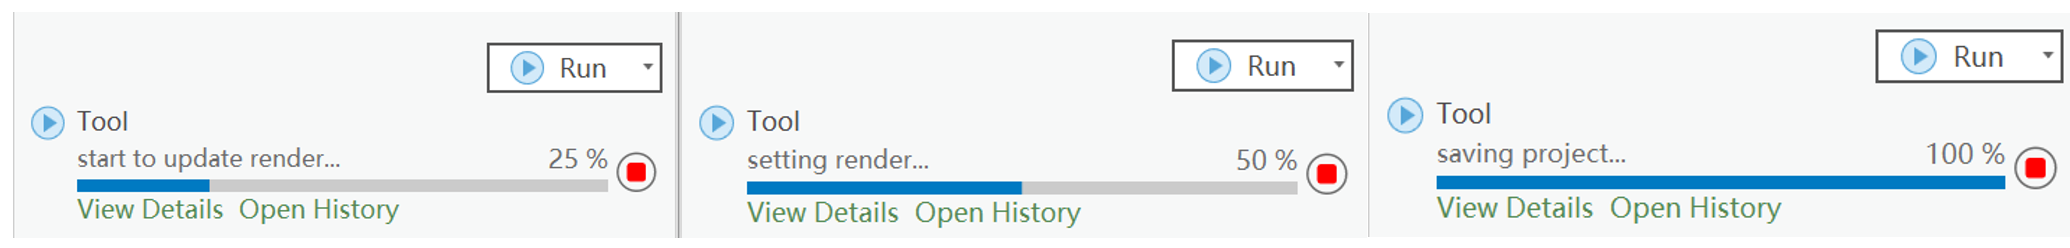 Run
Tool
start to update render... 25 %
View Details Open History
Run
Tool
setting render... 50 %
View Details Open History
Run
Tool
saving project... 100 %
View Details Open History